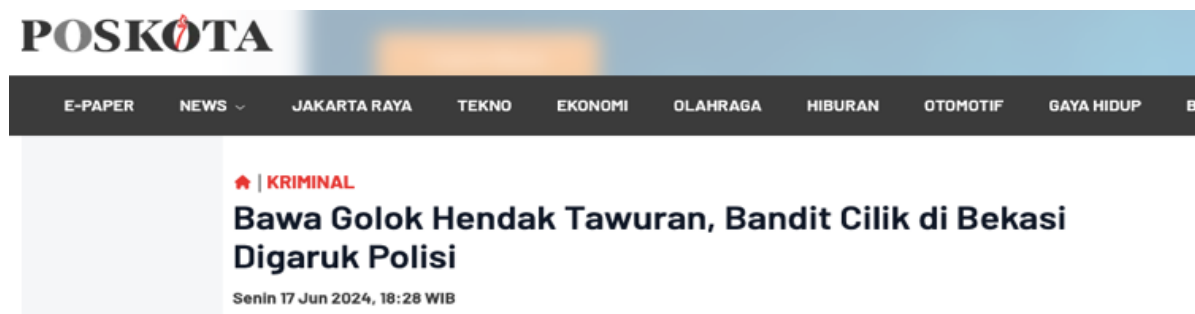 POSKOTA
E-PAPER NEWS JAKARTA RAYA TEKNO EKONOMI OLAHRAGA HIBURAN OTOMOTIF GAYA HIDUP
| KRIMINAL
Bawa Golok Hendak Tawuran, Bandit Cilik di Bekasi
Digaruk Polisi
Senin 17 Jun 2024, 18:28 WIB